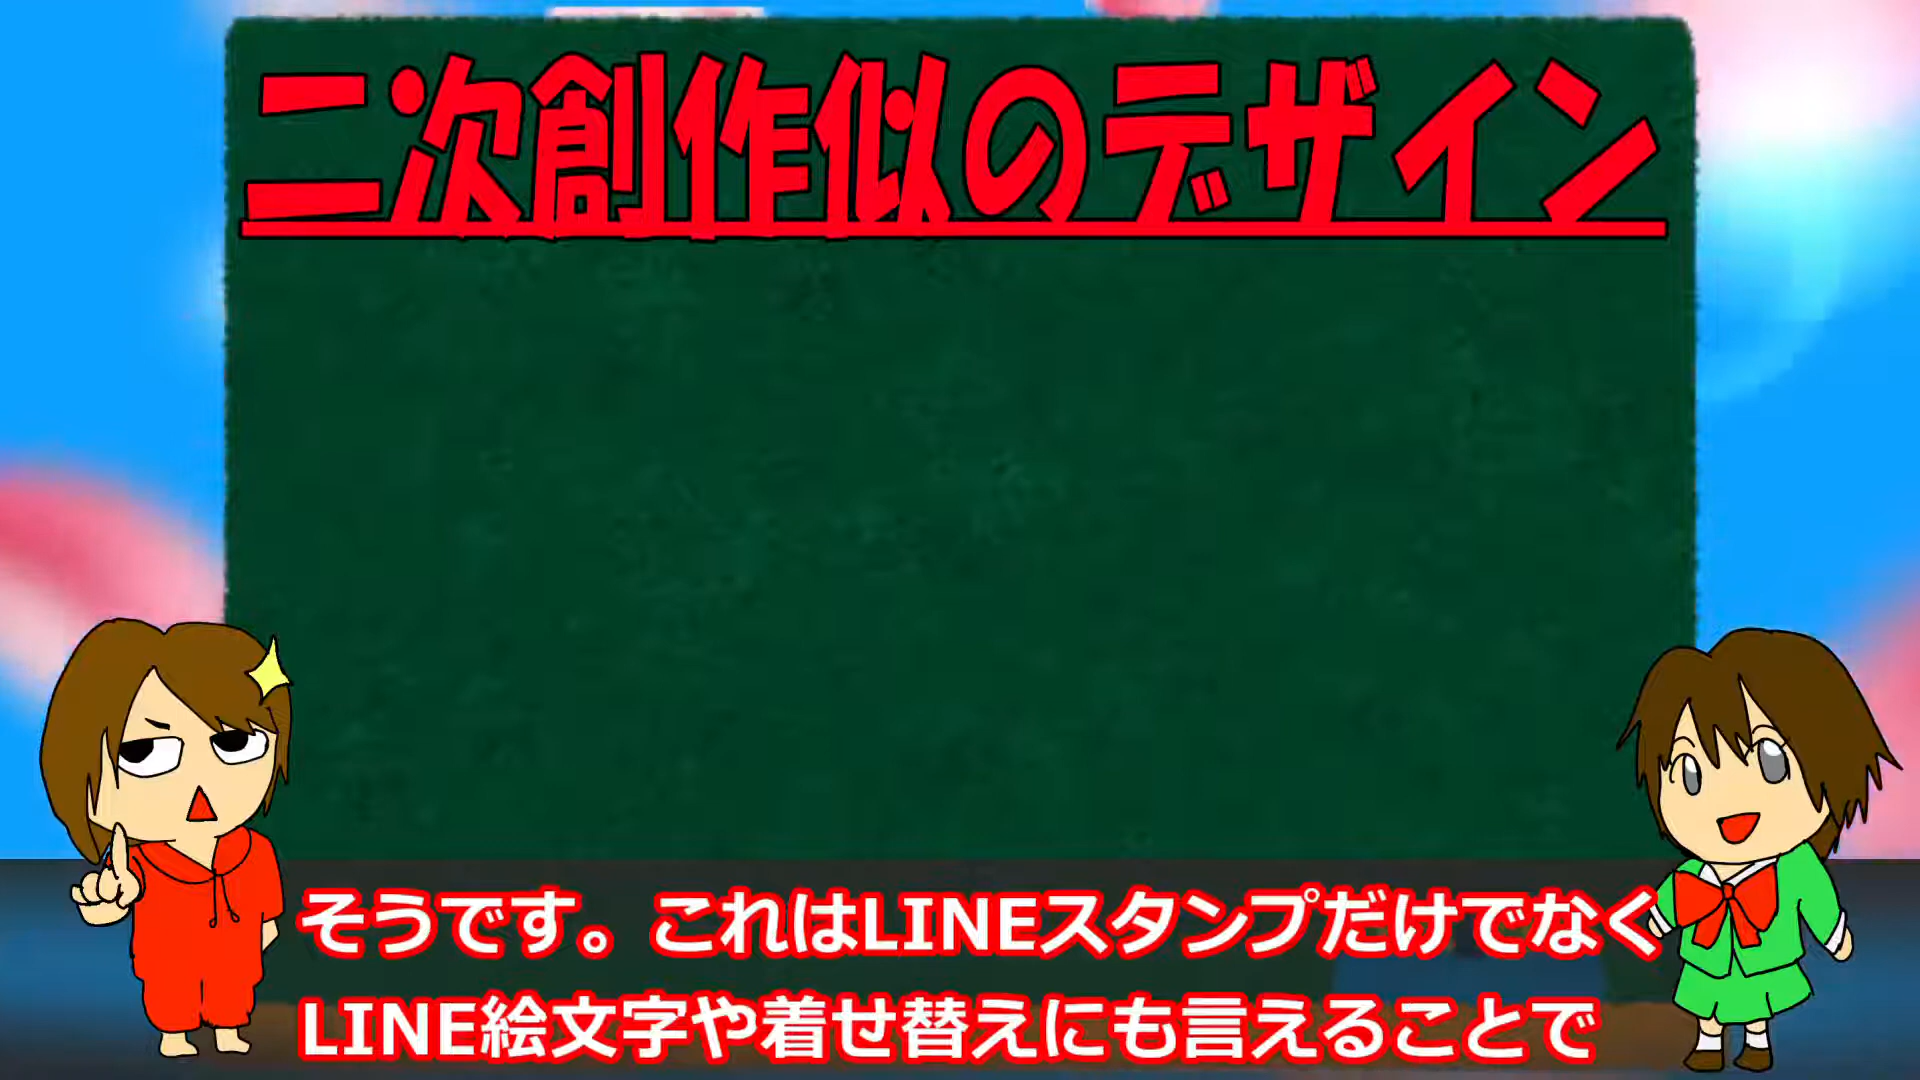 二次創作似のデザイン
そうです。これはLINEスタンプだけでなく
LINE絵文字や着せ替えにも言えることで